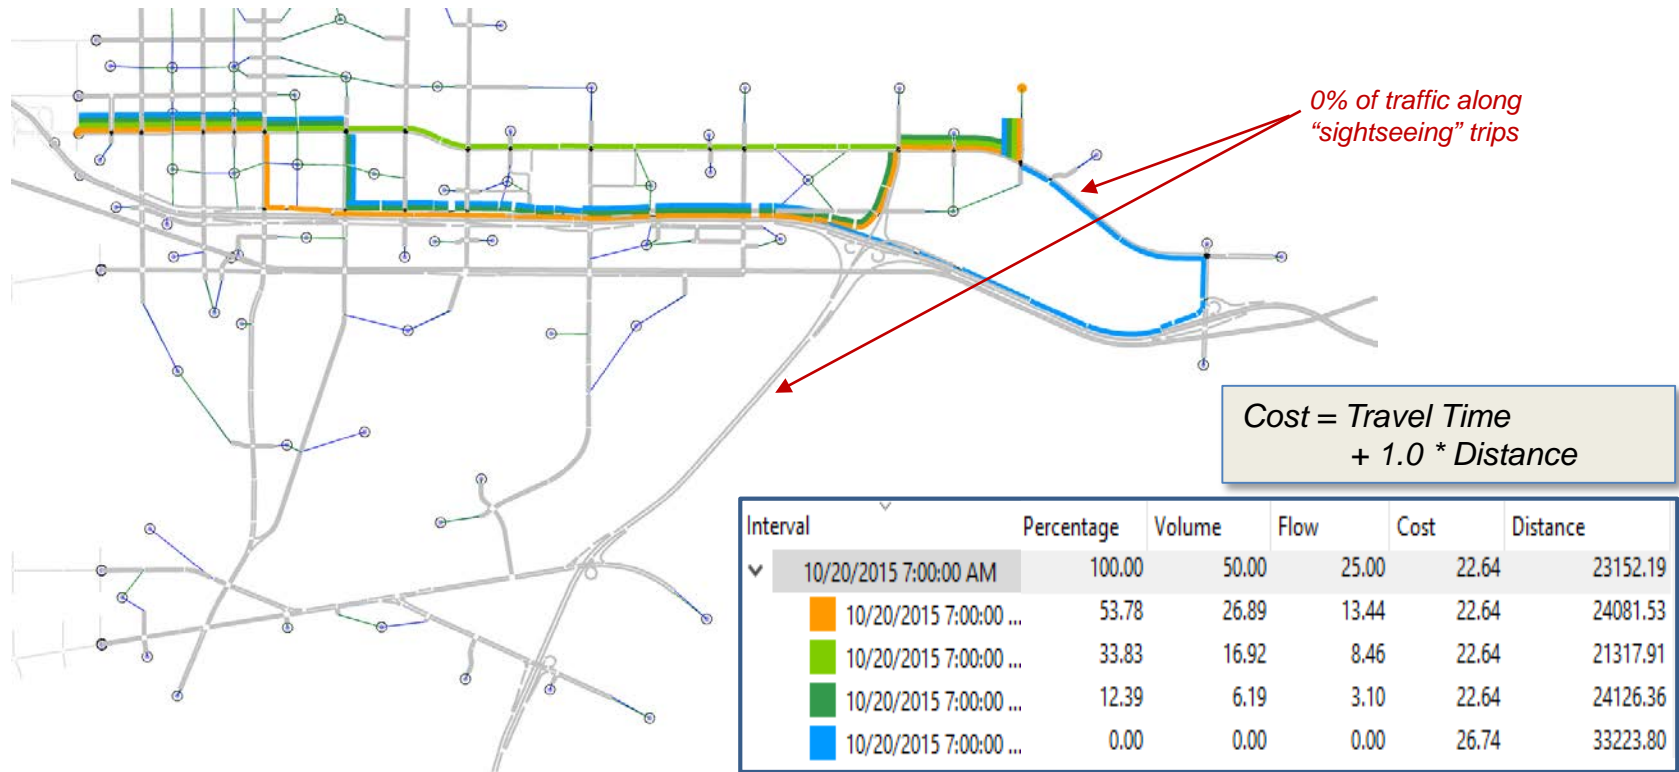 0% of traffic along
“sightseeing” trips
Cost = Travel Time
+ 1.0 * Distance
Interval Percentage Volume Flow Cost Distance
10/20/2015 7:00:00 AM 100.00 50.00 25.00 22.64 23152.19
10/20/2015 7:00:00 ... 53.78 26.89 13.44 22.64 24081.53
10/20/2015 7:00:00 ... 33.83 16.92 8.46 22.64 21317.91
10/20/2015 7:00:00 ... 12.39 6.19 3.10 22.64 24126.36
10/20/2015 7:00:00 ... 0.00 0.00 0.00 26.74 33223.80